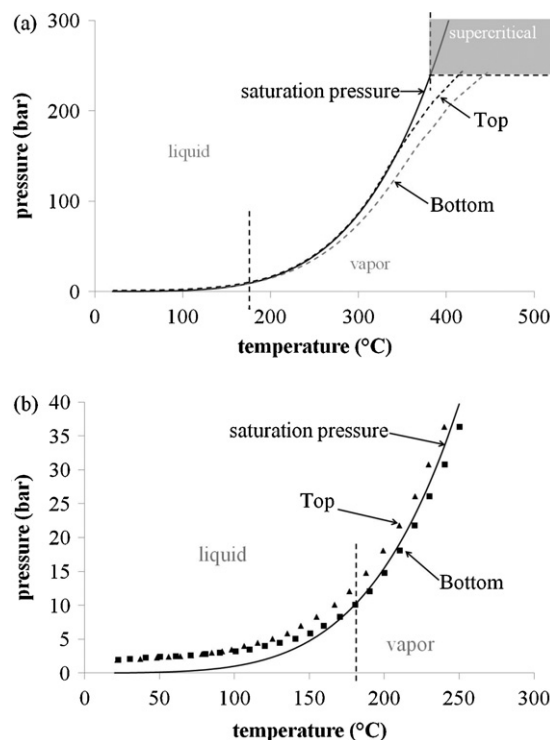 (a)
300
supercritical
saturation pressure
Top
200
liquid
pressure (bar)
100
Bottom
vapor
0
0 100 200 300 400 500
temperature (°C)
(b)
40
35
saturation pressure
30
25
Top
20
liquid
pressure (bar)
15
Bottom
10
5
vapor
0
0 50 100 150 200 250 300
temperature (°C)